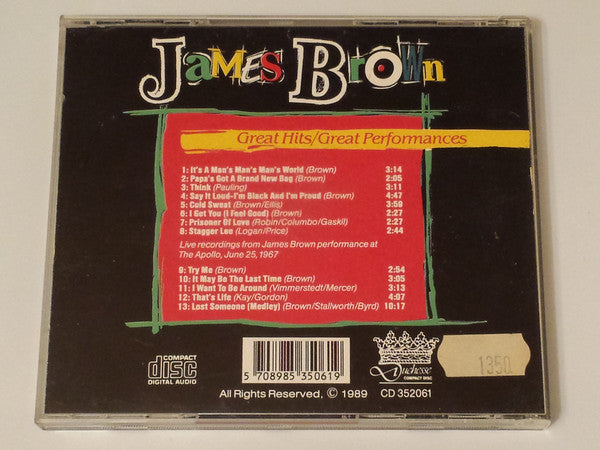 James Brown
Great Hits/Great Performances
1: It's A Man's Man's Man's World (Brown) 3:14
2: Papa's Got A Brand New Bag (Brown) 2:05
3: Think (Pauling) 3:11
4: Say It Loud-I'm Black And I'm Proud (Brown) 4:47
5: Cold Sweat (Brown/Ellis) 3:59
6: I Got You (I Feel Good) (Brown) 2:27
7: Prisoner Of Love (Robin/Columbo/Gaskil) 2:27
8: Stagger Lee (Logan/Price) 2:44
Live recordings from James Brown performance at
The Apollo, June 25, 1967
9: Try Me (Brown) 2:54
10: It May Be The Last Time (Brown) 3:05
11: I Want To Be Around (Vimmerstedt/Mercer) 3:13
12: That's Life (Kay/Gordon) 4:07
13: Lost Someone (Medley) (Brown/Stallworth/Byrd) 10:17
COMPACT
disc
DIGITAL AUDIO
5 708985 350619
Duchesse
COMPACT DISC
1350
All Rights Reserved, © 1989
CD 352061